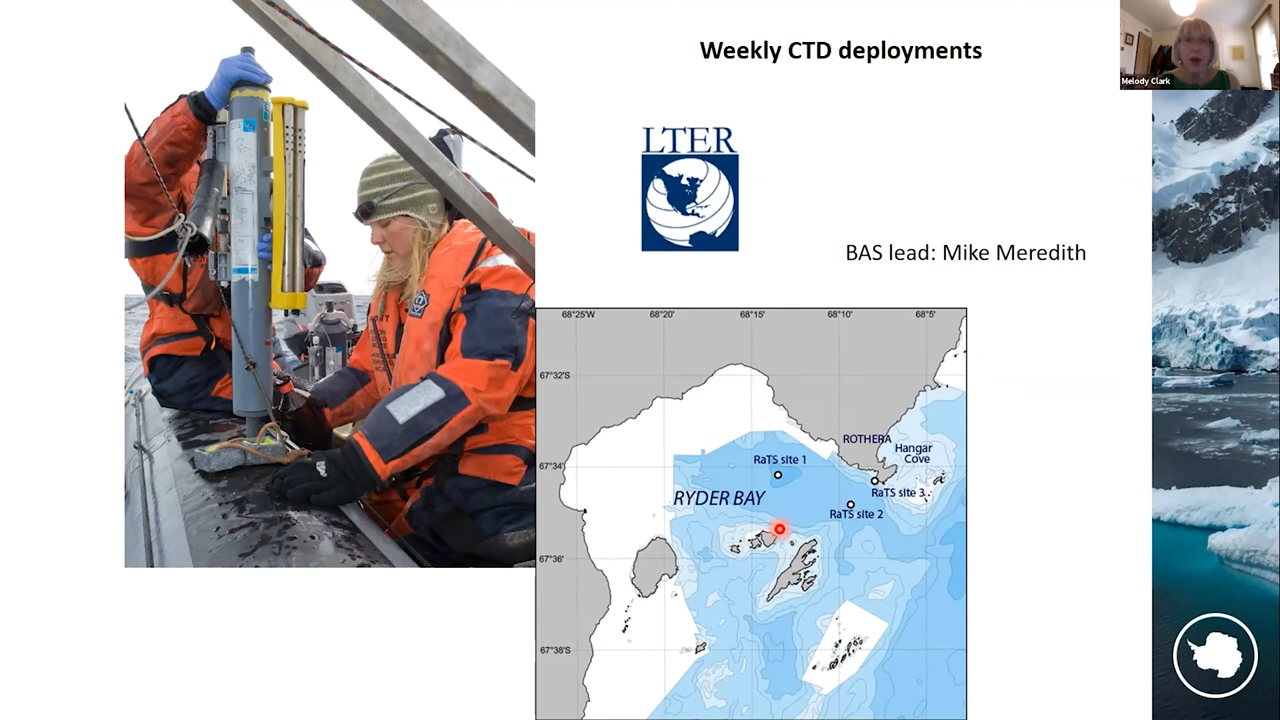 Weekly CTD deployments
Melody Clark
LTER
BAS lead: Mike Meredith
68°25'W 68°20' 68°15' 68°10' 68°5'
67°32'S
ROTHERA
Hangar
Cove
RaTS site 1
67°34'
RaTS site 3
RYDER BAY
RaTS site 2
67°36'
67°38'S